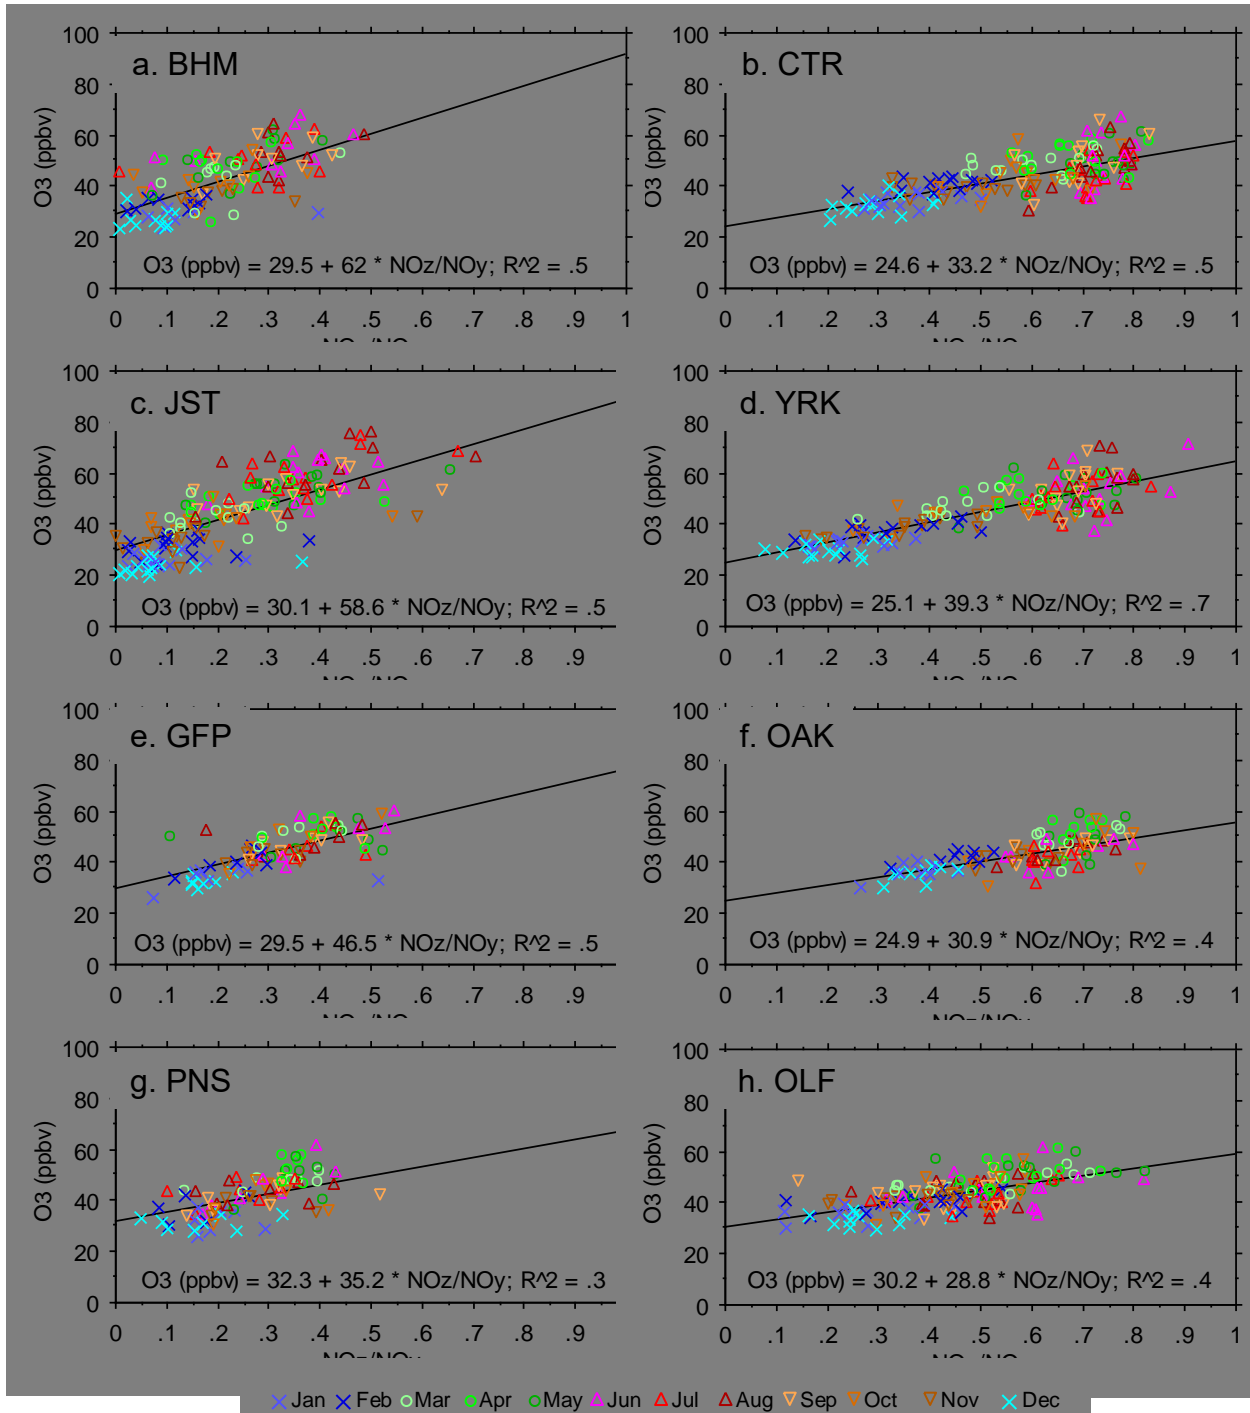 a. BHM
O3 (ppbv)
100
80
60
40
20
0
O3 (ppbv) = 29.5 + 62 * NOz/NOy; R^2 = .5
0 .1 .2 .3 .4 .5 .6 .7 .8 .9 1
b. CTR
O3 (ppbv)
100
80
60
40
20
0
O3 (ppbv) = 24.6 + 33.2 * NOz/NOy; R^2 = .5
0 .1 .2 .3 .4 .5 .6 .7 .8 .9 1
c. JST
O3 (ppbv)
100
80
60
40
20
0
O3 (ppbv) = 30.1 + 58.6 * NOz/NOy; R^2 = .5
0 .1 .2 .3 .4 .5 .6 .7 .8 .9
d. YRK
O3 (ppbv)
100
80
60
40
20
0
O3 (ppbv) = 25.1 + 39.3 * NOz/NOy; R^2 = .7
0 .1 .2 .3 .4 .5 .6 .7 .8 .9 1
e. GFP
O3 (ppbv)
100
80
60
40
20
0
O3 (ppbv) = 29.5 + 46.5 * NOz/NOy; R^2 = .5
0 .1 .2 .3 .4 .5 .6 .7 .8 .9
f. OAK
O3 (ppbv)
100
80
60
40
20
0
O3 (ppbv) = 24.9 + 30.9 * NOz/NOy; R^2 = .4
0 .1 .2 .3 .4 .5 .6 .7 .8 .9 1
NOz/NOy
g. PNS
O3 (ppbv)
100
80
60
40
20
0
O3 (ppbv) = 32.3 + 35.2 * NOz/NOy; R^2 = .3
0 .1 .2 .3 .4 .5 .6 .7 .8 .9
NOz/NOy
h. OLF
O3 (ppbv)
100
80
60
40
20
0
O3 (ppbv) = 30.2 + 28.8 * NOz/NOy; R^2 = .4
0 .1 .2 .3 .4 .5 .6 .7 .8 .9 1
Jan Feb Mar Apr May Jun Jul Aug Sep Oct Nov Dec